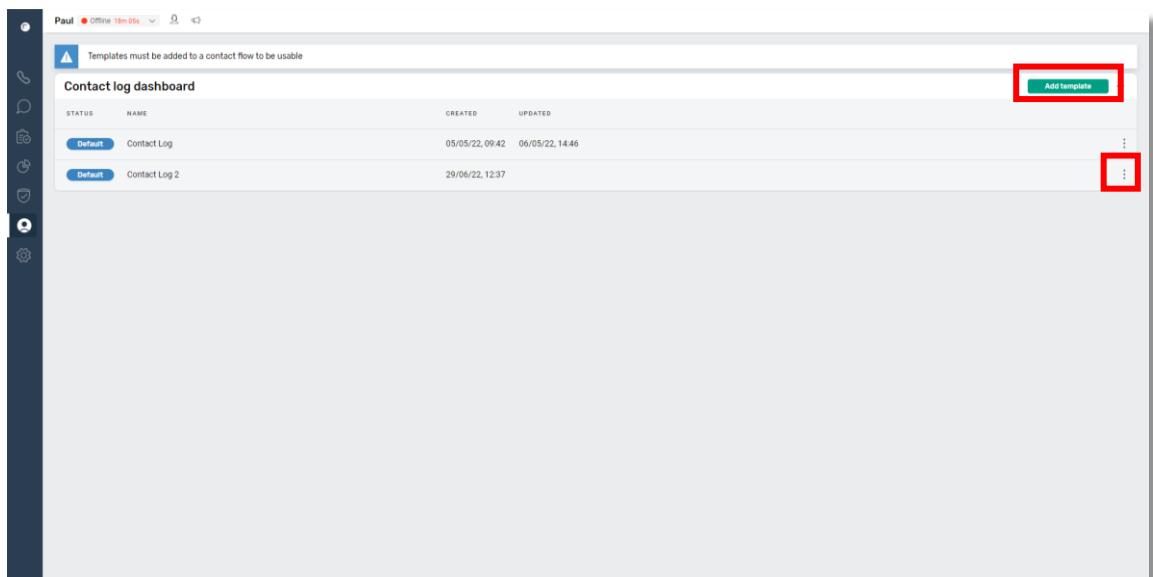 Paul Offline 18m 05s
Templates must be added to a contact flow to be usable
Contact log dashboard Add template
STATUS NAME CREATED UPDATED
Default Contact Log 05/05/22, 09:42 06/05/22, 14:46
Default Contact Log 2 29/06/22, 12:37